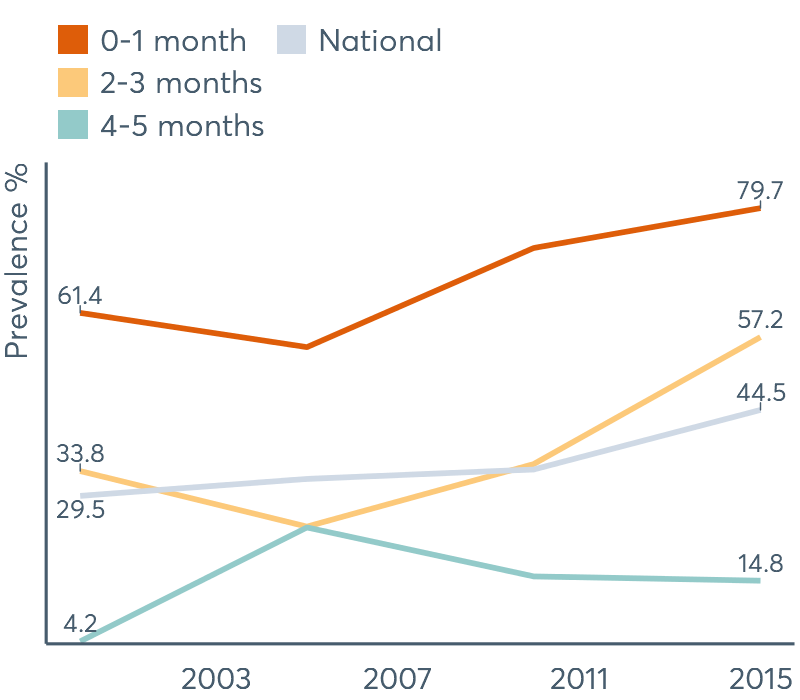 0-1 month
National
2-3 months
4-5 months
Prevalence %
79.7
61.4
57.2
44.5
33.8
29.5
14.8
4.2
2003 2007 2011 2015